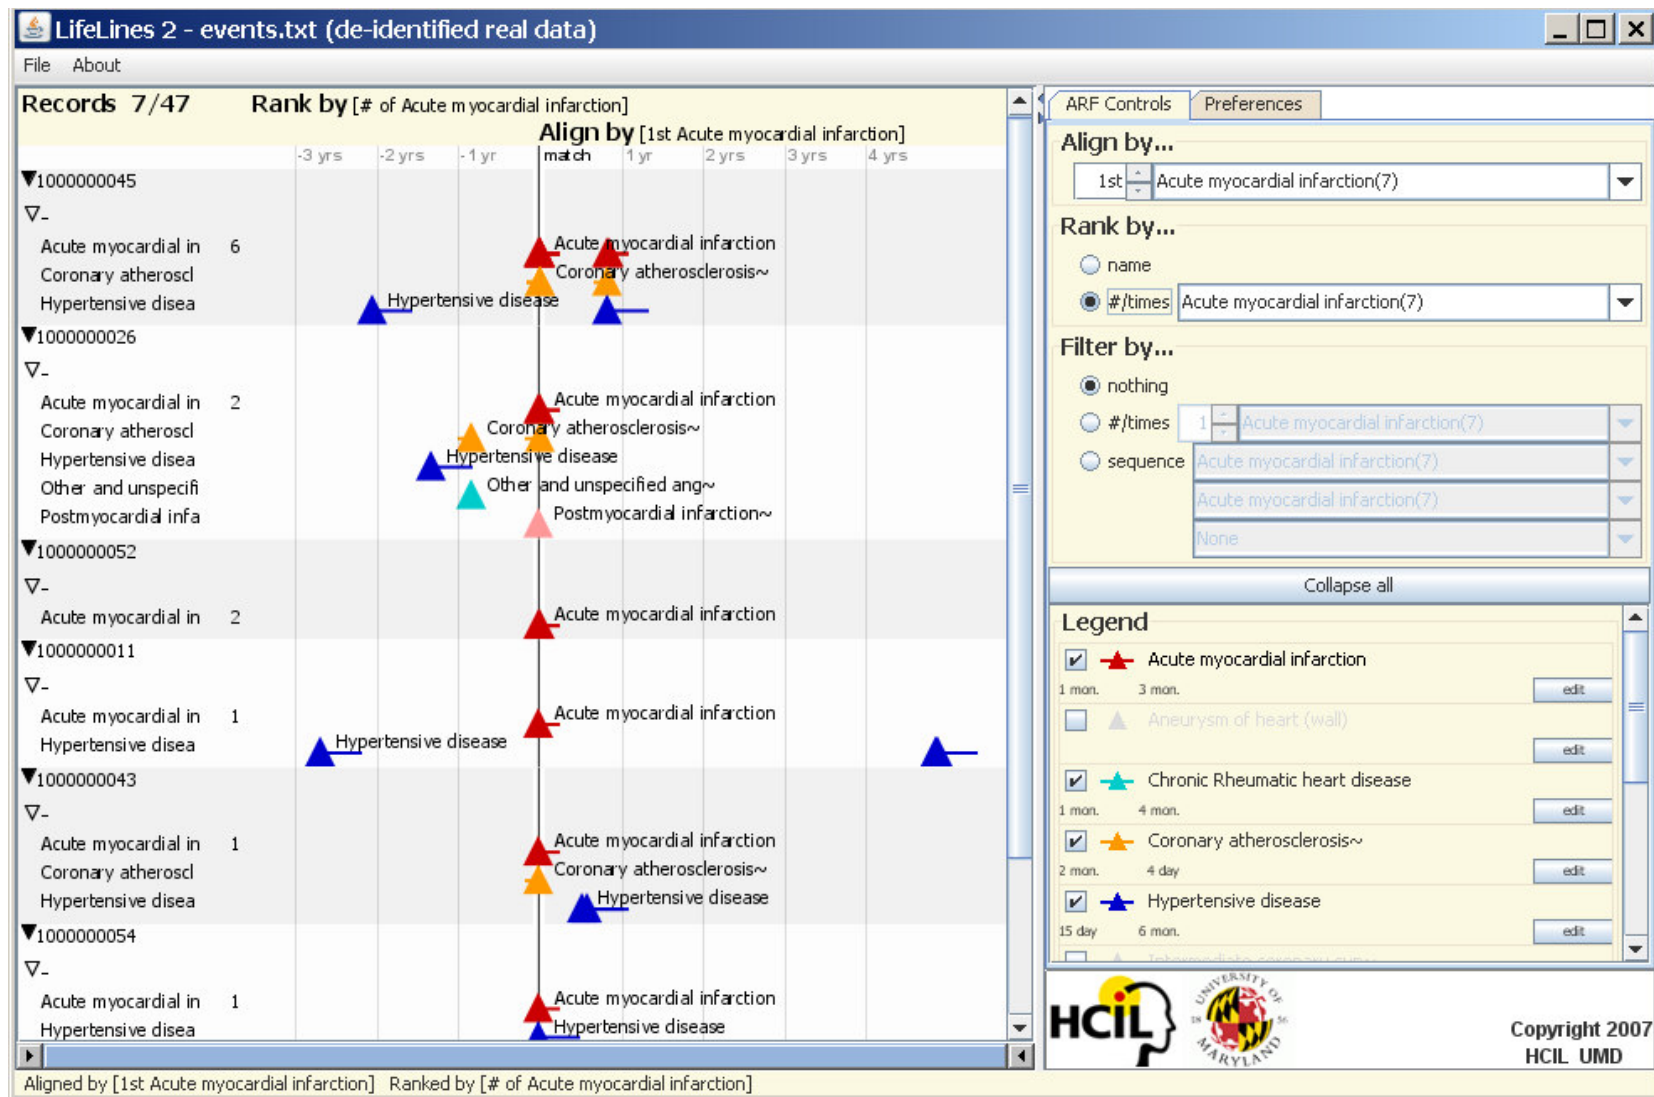 LifeLines 2 - events.txt (de-identified real data)
File About
Records 7/47 Rank by [# of Acute myocardial infarction]
Align by [1st Acute myocardial infarction]
-3 yrs -2 yrs -1 yr match 1 yr 2 yrs 3 yrs 4 yrs
1000000045
Acute myocardial in 6 Acute myocardial infarction
Coronary atheroscl Coronary atherosclerosis~
Hypertensive disea Hypertensive disease
1000000026
Acute myocardial in 2 Acute myocardial infarction
Coronary atheroscl Coronary atherosclerosis~
Hypertensive disea Hypertensive disease
Other and unspecifi Other and unspecified ang~
Postmyocardial infa Postmyocardial infarction~
1000000052
Acute myocardial in 2 Acute myocardial infarction
1000000011
Acute myocardial in 1 Acute myocardial infarction
Hypertensive disea Hypertensive disease
1000000043
Acute myocardial in 1 Acute myocardial infarction
Coronary atheroscl Coronary atherosclerosis~
Hypertensive disea Hypertensive disease
1000000054
Acute myocardial in 1 Acute myocardial infarction
Hypertensive disea Hypertensive disease
Aligned by [1st Acute myocardial infarction] Ranked by [# of Acute myocardial infarction]
ARF Controls Preferences
Align by...
1st Acute myocardial infarction(7)
Rank by...
name
#/times Acute myocardial infarction(7)
Filter by...
nothing
#/times 1 Acute myocardial infarction(7)
sequence Acute myocardial infarction(7)
Acute myocardial infarction(7)
None
Collapse all
Legend
Acute myocardial infarction
1 mon. 3 mon. edit
Aneurysm of heart (wall)
edit
Chronic Rheumatic heart disease
1 mon. 4 mon. edit
Coronary atherosclerosis~
2 mon. 4 day edit
Hypertensive disease
15 day 6 mon. edit
Intermediate coronary syn~
HCIL
UNIVERSITY OF
18 56
MARYLAND
Copyright 2007
HCIL UMD